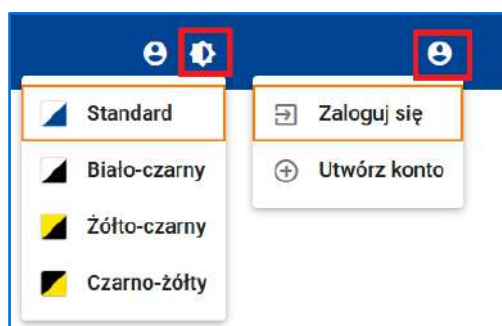 Standard
Biało-czarny
Żółto-czarny
Czarno-żółty
Zaloguj się
Utwórz konto